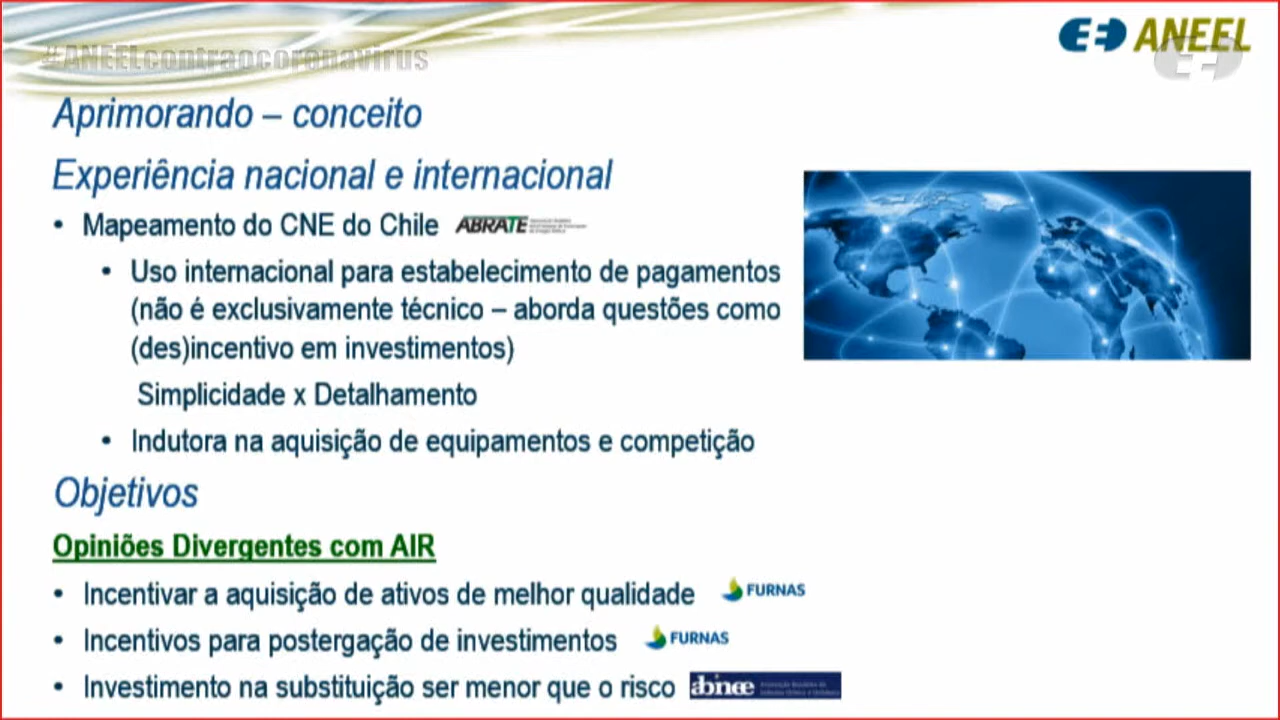 #ANEELcontraocoronavirus
ANEEL
Aprimorando – conceito
Experiência nacional e internacional
• Mapeamento do CNE do Chile ABRATE
• Uso internacional para estabelecimento de pagamentos
(não é exclusivamente técnico – aborda questões como
(des)incentivo em investimentos)
Simplicidade x Detalhamento
• Indutora na aquisição de equipamentos e competição
Objetivos
Opiniões Divergentes com AIR
• Incentivar a aquisição de ativos de melhor qualidade FURNAS
• Incentivos para postergação de investimentos FURNAS
• Investimento na substituição ser menor que o risco abinee